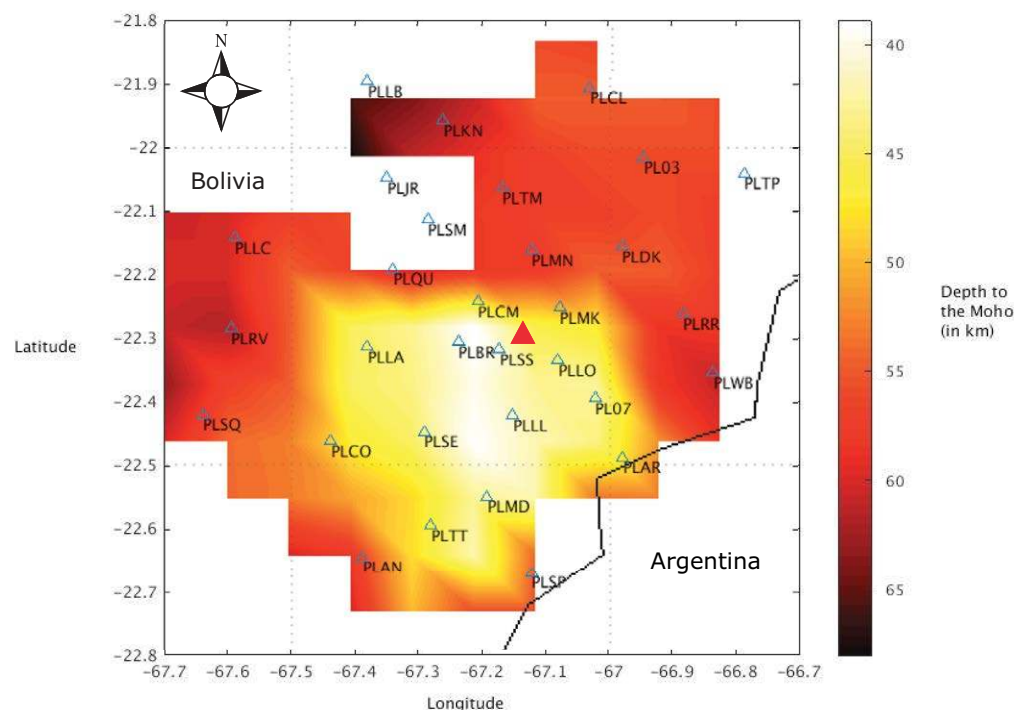 −21.8
−21.9
−22
−22.1
−22.2
−22.3
−22.4
−22.5
−22.6
−22.7
−22.8
−67.7
−67.6
−67.5
−67.4
−67.3
−67.2
−67.1
−67
−66.9
−66.8
−66.7
Latitude
Longitude
N
Bolivia
Argentina
PLLB
PLCL
PLKN
PL03
PLTP
PLJR
PLTM
PLSM
PLLC
PLMN
PLDK
PLQU
PLCM
PLMK
PLRR
PLRV
PLLA
PLBR
PLSS
PLLO
PLWB
PLSQ
PL07
PLLL
PLCO
PLSE
PLAR
PLMD
PLTT
PLAN
PLSP
40
45
50
55
60
65
Depth to
the Moho
(in km)